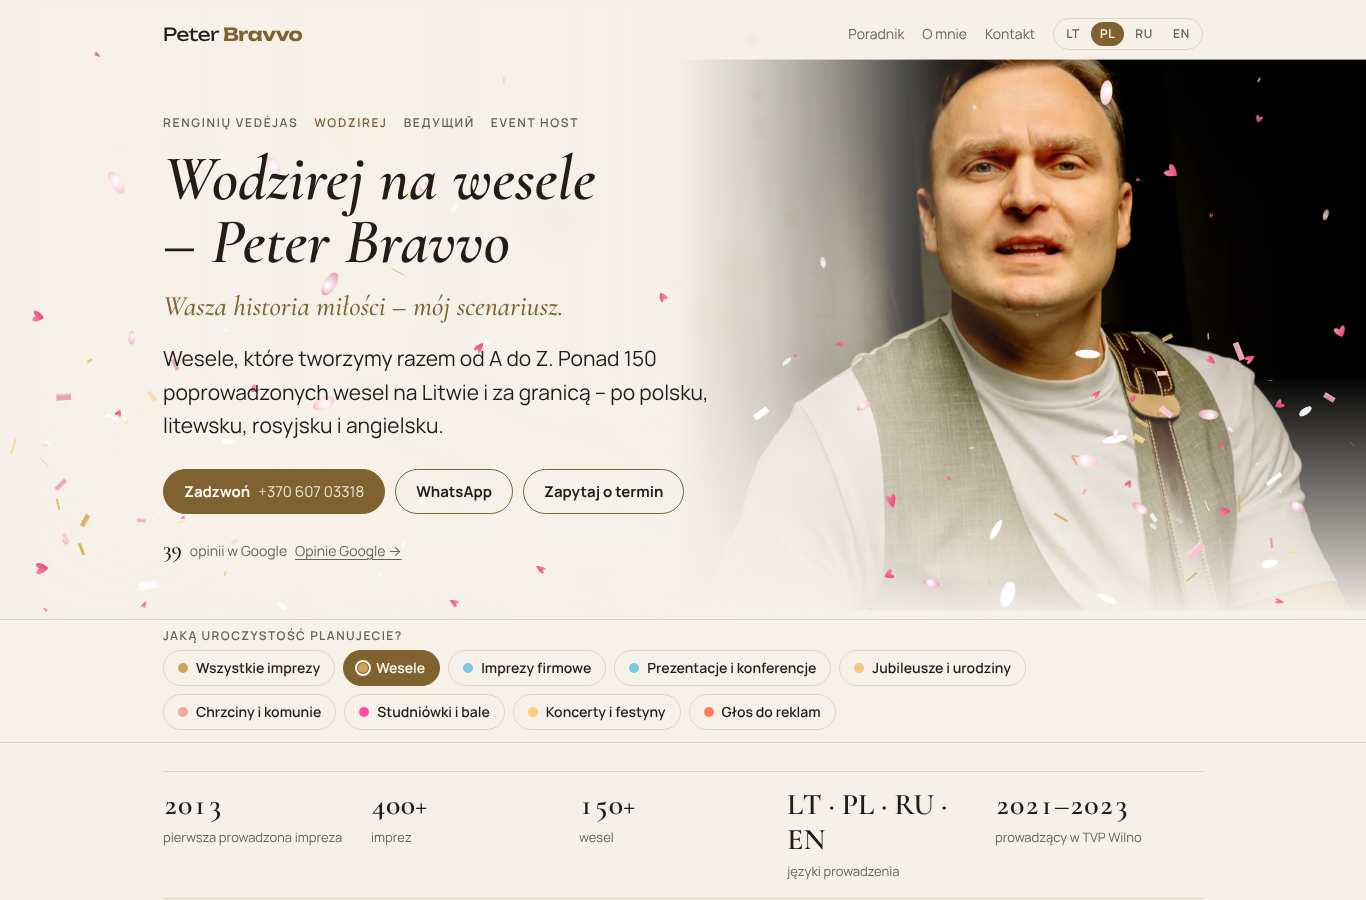 Peter Bravvo
Poradnik O mnie Kontakt LT PL RU EN
RENGINIŲ VEDĖJAS WODZIREJ ВЕДУЩИЙ EVENT HOST
Wodzirej na wesele
– Peter Bravvo
Wasza historia miłości – mój scenariusz.
Wesele, które tworzymy razem od A do Z. Ponad 150
poprowadzonych wesel na Litwie i za granicą – po polsku,
litewsku, rosyjsku i angielsku.
Zadzwoń +370 607 03318 WhatsApp Zapytaj o termin
39 opinii w Google Opinie Google →
JAKĄ UROCZYSTOŚĆ PLANUJECIE?
Wszystkie imprezy Wesele Imprezy firmowe Prezentacje i konferencje Jubileusze i urodziny
Chrzciny i komunie Studniówki i bale Koncerty i festyny Głos do reklam
2013 400+ 150+ LT · PL · RU · 2021–2023
EN
pierwsza prowadzona impreza imprez wesel prowadzący w TVP Wilno
języki prowadzenia